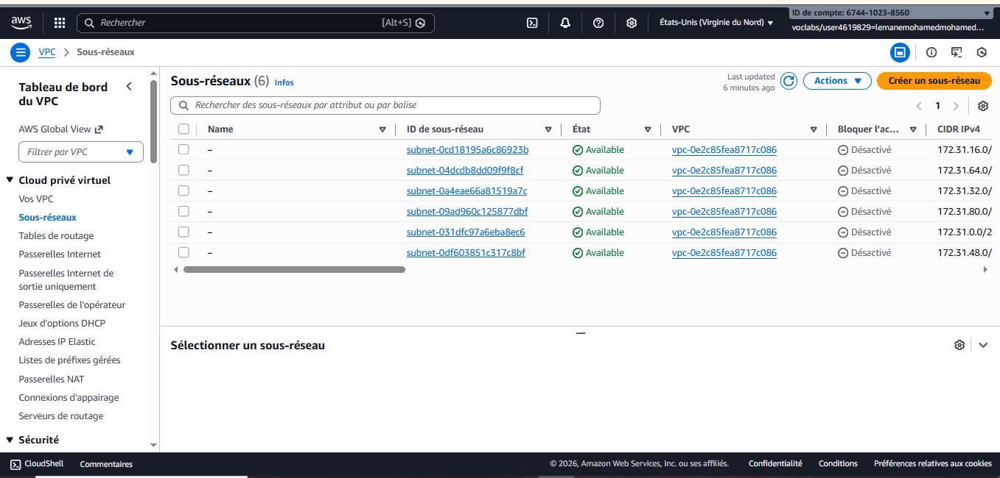 aws
Rechercher
[Alt+S]
États-Unis (Virginie du Nord)
ID de compte: 6744-1023-8560
voclabs/user4619829=lemanemohamedmohamed...
VPC
Sous-réseaux
Tableau de bord
du VPC
AWS Global View
Filtrer par VPC
Cloud privé virtuel
Vos VPC
Sous-réseaux
Tables de routage
Passerelles Internet
Passerelles Internet de
sortie uniquement
Passerelles de l'opérateur
Jeux d'options DHCP
Adresses IP Elastic
Listes de préfixes gérées
Passerelles NAT
Connexions d'appairage
Serveurs de routage
Sécurité
Sous-réseaux (6) Infos
Last updated
6 minutes ago
Actions
Créer un sous-réseau
Rechercher des sous-réseaux par attribut ou par balise
1
Name ID de sous-réseau État VPC Bloquer l'ac... CIDR IPv4
– subnet-0cd18195a6c86923b Available vpc-0e2c85fea8717c086 Désactivé 172.31.16.0/
– subnet-04dcdb8dd09f9f8cf Available vpc-0e2c85fea8717c086 Désactivé 172.31.64.0/
– subnet-0a4eae66a81519a7c Available vpc-0e2c85fea8717c086 Désactivé 172.31.32.0/
– subnet-09ad960c125877dbf Available vpc-0e2c85fea8717c086 Désactivé 172.31.80.0/
– subnet-031dfc97a6eba8ec6 Available vpc-0e2c85fea8717c086 Désactivé 172.31.0.0/2
– subnet-0df603851c317c8bf Available vpc-0e2c85fea8717c086 Désactivé 172.31.48.0/
Sélectionner un sous-réseau
CloudShell
Commentaires
© 2026, Amazon Web Services, Inc. ou ses affiliés.
Confidentialité
Conditions
Préférences relatives aux cookies